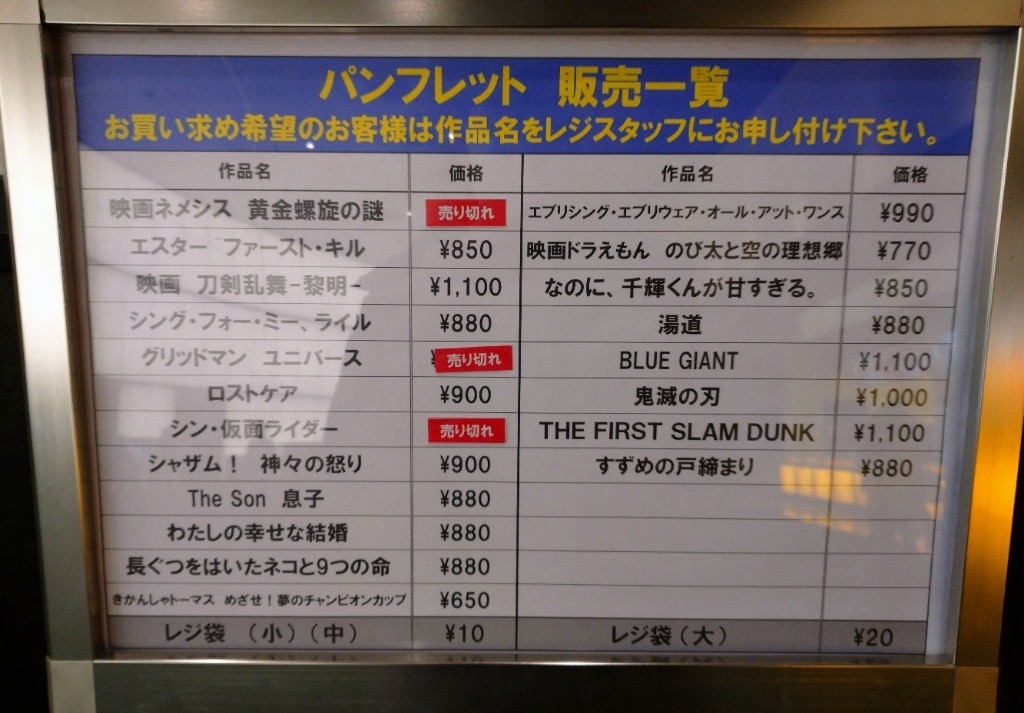 パンフレット 販売一覧
お買い求め希望のお客様は作品名をレジスタッフにお申し付け下さい。
作品名 価格 作品名 価格
映画ネメシス 黄金螺旋の謎 売り切れ エブリシング・エブリウェア・オール・アット・ワンス ¥990
エスター ファースト・キル ¥850 映画ドラえもん のび太と空の理想郷 ¥770
映画 刀剣乱舞-黎明- ¥1,100 なのに、千輝くんが甘すぎる。 ¥850
シング・フォー・ミー、ライル ¥880 湯道 ¥880
グリッドマン ユニバース 売り切れ BLUE GIANT ¥1,100
ロストケア ¥900 鬼滅の刃 ¥1,000
シン・仮面ライダー 売り切れ THE FIRST SLAM DUNK ¥1,100
シャザム！ 神々の怒り ¥900 すずめの戸締まり ¥880
The Son 息子 ¥880
わたしの幸せな結婚 ¥880
長ぐつをはいたネコと9つの命 ¥880
きかんしゃトーマス めざせ！夢のチャンピオンカップ ¥650
レジ袋 （小）（中） ¥10 レジ袋（大） ¥20